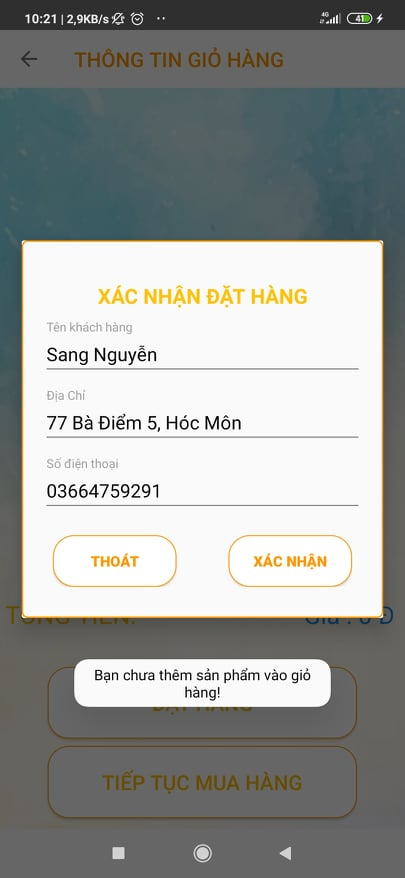 10:21 | 2,9KB/s
4G
41
THÔNG TIN GIỎ HÀNG
XÁC NHẬN ĐẶT HÀNG
Tên khách hàng
Sang Nguyễn
Địa Chỉ
77 Bà Điểm 5, Hóc Môn
Số điện thoại
03664759291
THOÁT
XÁC NHẬN
TỔNG TIỀN:
Giá : 0 Đ
Bạn chưa thêm sản phẩm vào giỏ
hàng!
ĐẶT HÀNG
TIẾP TỤC MUA HÀNG